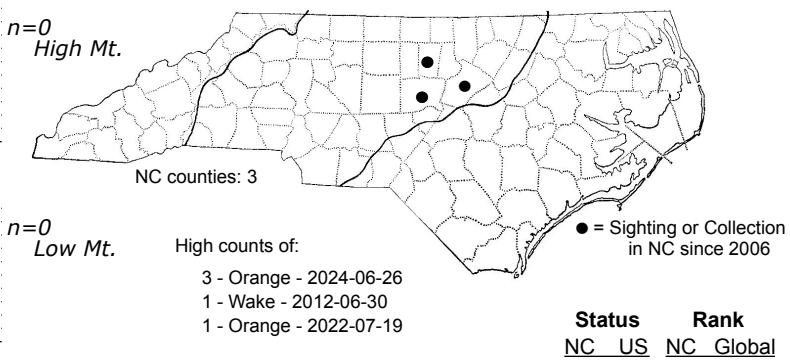 n=0
High Mt.
NC counties: 3
n=0
Low Mt.
High counts of:
3 - Orange - 2024-06-26
1 - Wake - 2012-06-30
1 - Orange - 2022-07-19
● = Sighting or Collection
in NC since 2006
Status Rank
NC US NC Global